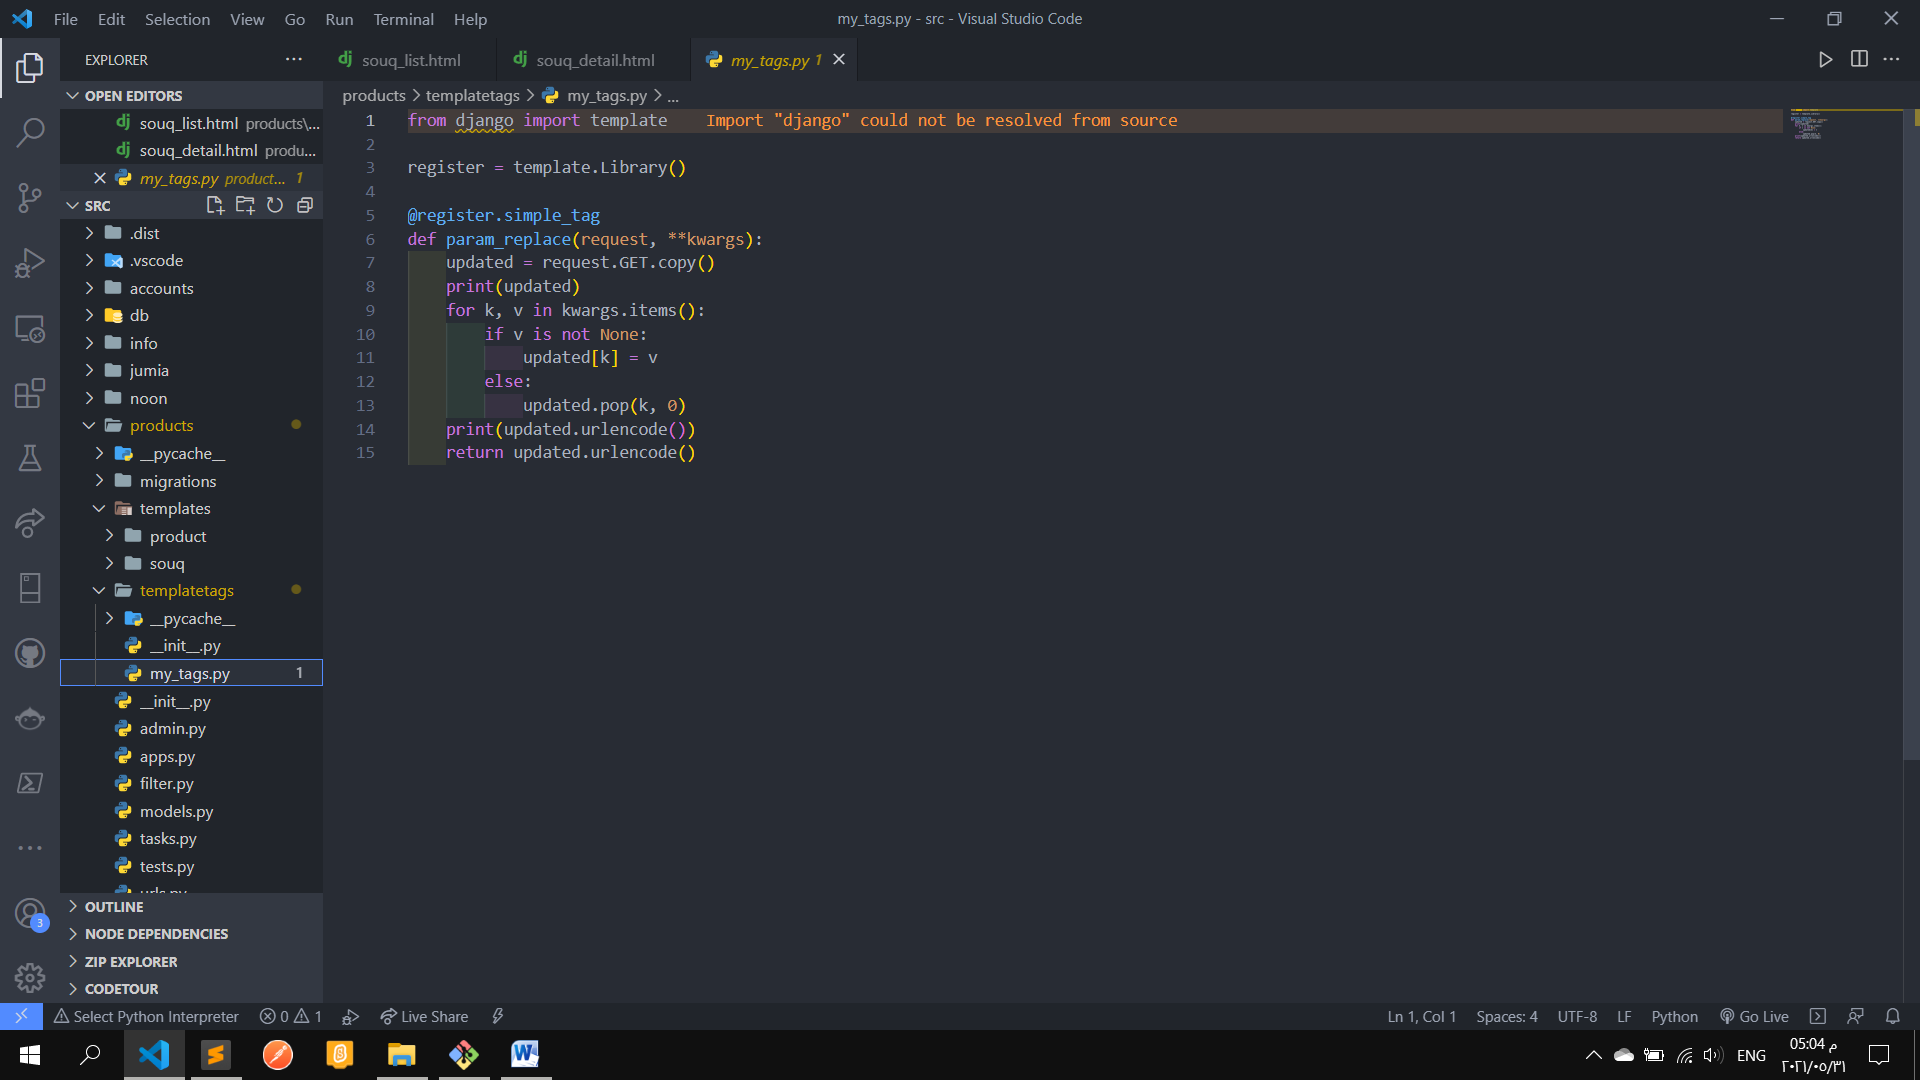 File Edit Selection View Go Run Terminal Help
my_tags.py - src - Visual Studio Code
EXPLORER
souq_list.html
souq_detail.html
my_tags.py 1
OPEN EDITORS
souq_list.html products\...
souq_detail.html produ...
my_tags.py product... 1
SRC
.dist
.vscode
accounts
db
info
jumia
noon
products
__pycache__
migrations
templates
product
souq
templatetags
__pycache__
__init__.py
my_tags.py 1
__init__.py
admin.py
apps.py
filter.py
models.py
tasks.py
tests.py
urls.py
OUTLINE
NODE DEPENDENCIES
ZIP EXPLORER
CODETOUR
3
products > templatetags > my_tags.py > ...
1 from django import template Import "django" could not be resolved from source
2
3 register = template.Library()
4
5 @register.simple_tag
6 def param_replace(request, **kwargs):
7 updated = request.GET.copy()
8 print(updated)
9 for k, v in kwargs.items():
10 if v is not None:
11 updated[k] = v
12 else:
13 updated.pop(k, 0)
14 print(updated.urlencode())
15 return updated.urlencode()
Select Python Interpreter 0 1 Live Share
Ln 1, Col 1 Spaces: 4 UTF-8 LF Python Go Live
ENG
05:04 م
٢٠٢١/٠٥/٣١